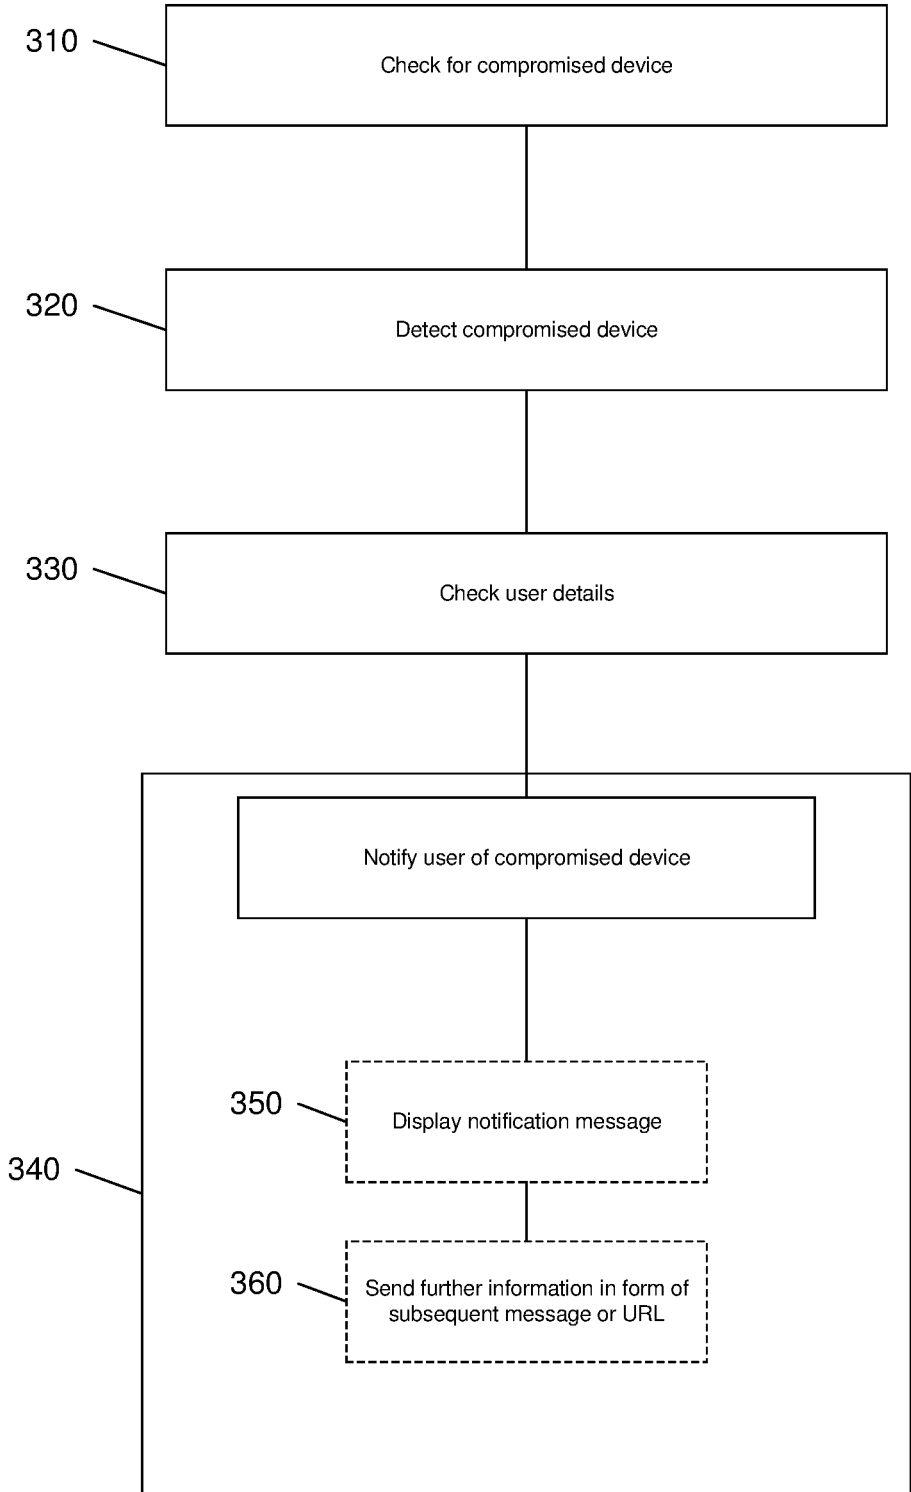 310
Check for compromised device
320
Detect compromised device
330
Check user details
Notify user of compromised device
350
Display notification message
340
360
Send further information in form of
subsequent message or URL